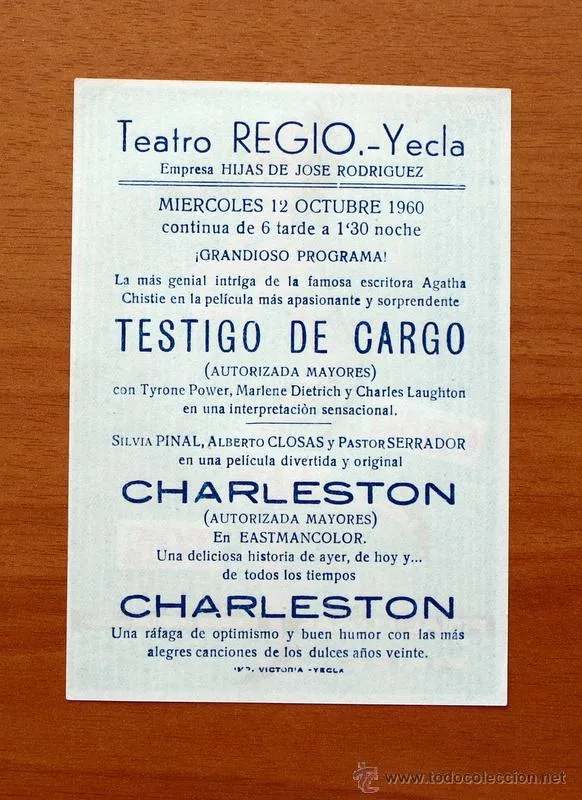 Teatro REGIO.-Yecla
Empresa HIJAS DE JOSE RODRIGUEZ
MIERCOLES 12 OCTUBRE 1960
continua de 6 tarde a 1'30 noche
¡GRANDIOSO PROGRAMA!
La más genial intriga de la famosa escritora Agatha
Chistie en la película más apasionante y sorprendente
TESTIGO DE CARGO
(AUTORIZADA MAYORES)
con Tyrone Power, Marlene Dietrich y Charles Laughton
en una interpretación sensacional.
SILVIA PINAL, ALBERTO CLOSAS y PASTOR SERRADOR
en una película divertida y original
CHARLESTON
(AUTORIZADA MAYORES)
En EASTMANCOLOR.
Una deliciosa historia de ayer, de hoy y...
de todos los tiempos
CHARLESTON
Una ráfaga de optimismo y buen humor con las más
alegres canciones de los dulces años veinte.
IMP. VICTORIA -YECLA
www.todocoleccion.net